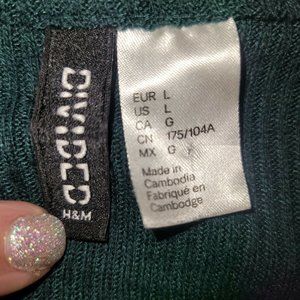 DIVIDED
H&M
EUR L
US L
CA G
CN 175/104A
MX G
Made in
Cambodia
Fabriqué en
Cambodge